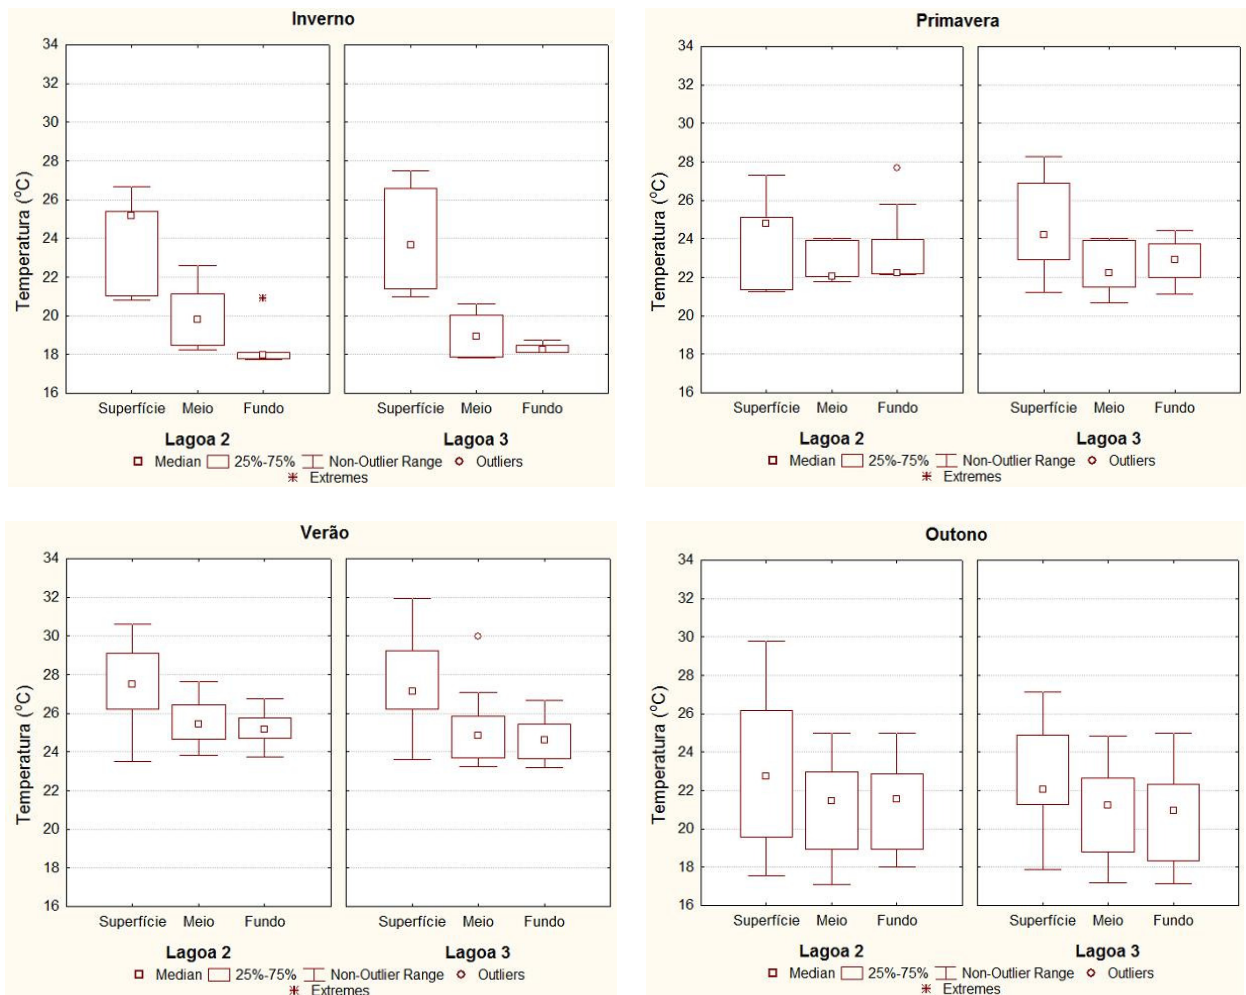 Inverno
Temperatura (°C)
34
32
30
28
26
24
22
20
18
16
Superfície Meio Fundo
Superfície Meio Fundo
Lagoa 2
Lagoa 3
Median 25%-75% Non-Outlier Range Outliers
Extremes
Primavera
Temperatura (°C)
34
32
30
28
26
24
22
20
18
16
Superfície Meio Fundo
Superfície Meio Fundo
Lagoa 2
Lagoa 3
Median 25%-75% Non-Outlier Range Outliers
Extremes
Verão
Temperatura (°C)
34
32
30
28
26
24
22
20
18
16
Superfície Meio Fundo
Superfície Meio Fundo
Lagoa 2
Lagoa 3
Median 25%-75% Non-Outlier Range Outliers
Extremes
Outono
Temperatura (°C)
34
32
30
28
26
24
22
20
18
16
Superfície Meio Fundo
Superfície Meio Fundo
Lagoa 2
Lagoa 3
Median 25%-75% Non-Outlier Range Outliers
Extremes